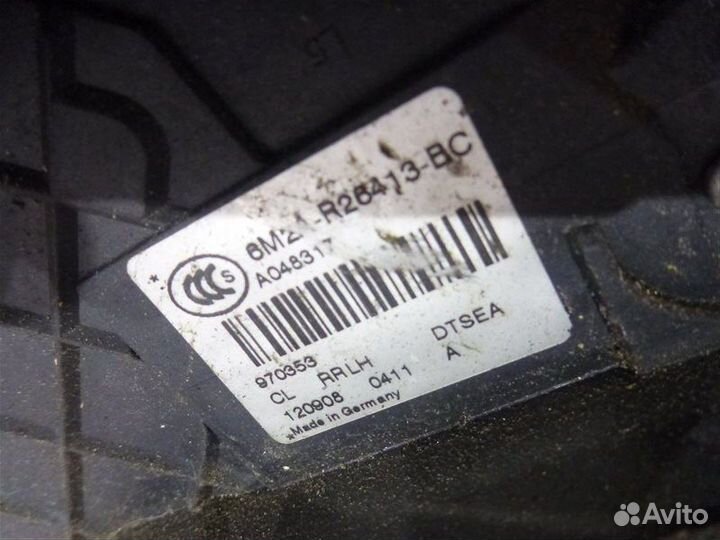 R26413-BC
CCC S
A048317
970353
CL RRLH DTSEA
120908 0411 A
*Made in Germany
Avito